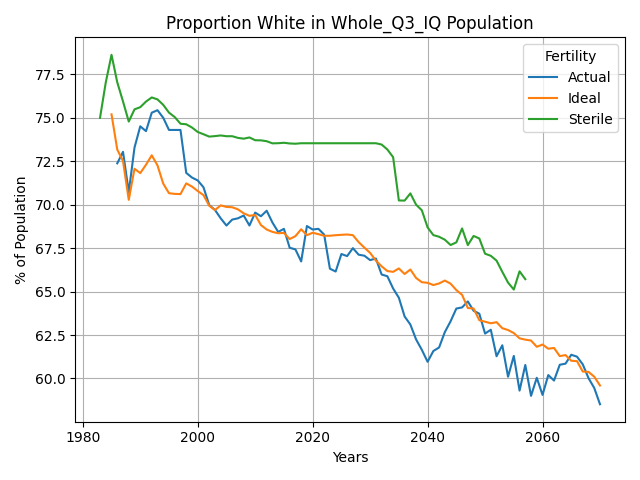 Proportion White in Whole_Q3_IQ Population
Fertility
Actual
Ideal
Sterile
% of Population
77.5
75.0
72.5
70.0
67.5
65.0
62.5
60.0
1980
2000
2020
2040
2060
Years